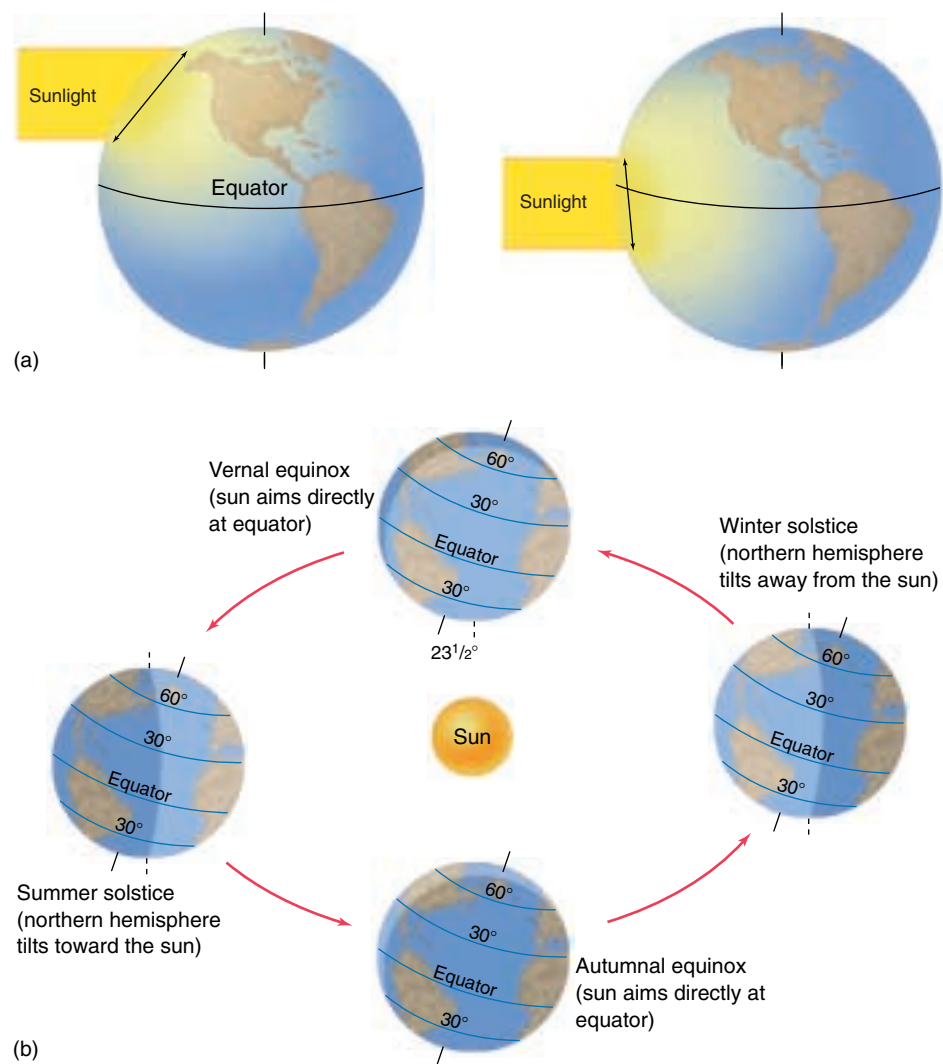 Sunlight
Equator
Sunlight
(a)
Vernal equinox
(sun aims directly
at equator)
60°
30°
Equator
30°
23 1/2°
Winter solstice
(northern hemisphere
tilts away from the sun)
60°
30°
Equator
30°
Sun
60°
30°
Equator
30°
Summer solstice
(northern hemisphere
tilts toward the sun)
60°
30°
Equator
30°
Autumnal equinox
(sun aims directly at
equator)
(b)